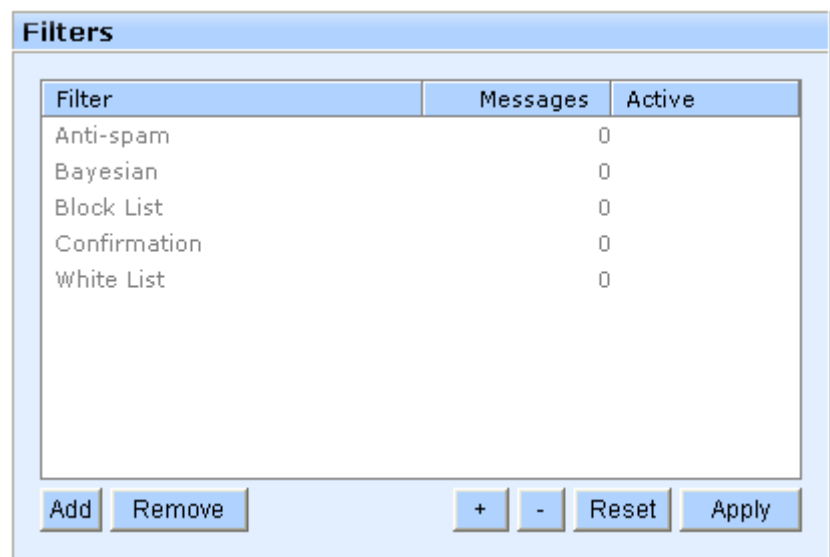 Filters
Filter Messages Active
Anti-spam 0
Bayesian 0
Block List 0
Confirmation 0
White List 0
Add Remove + - Reset Apply